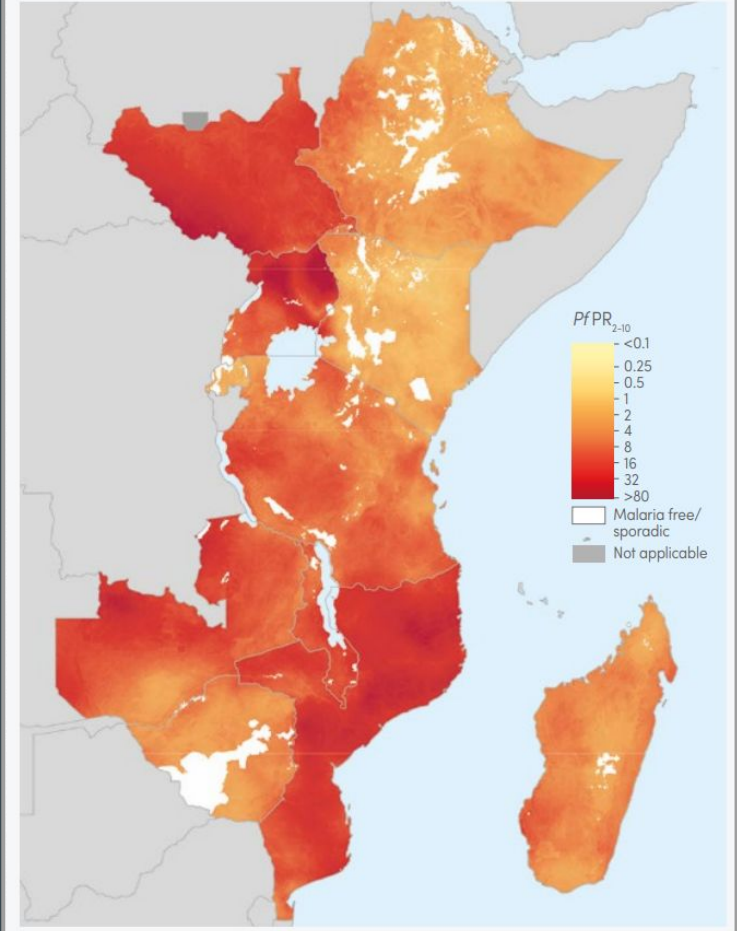 PfPR2-10
<0.1
0.25
0.5
1
2
4
8
16
32
>80
Malaria free/
sporadic
Not applicable